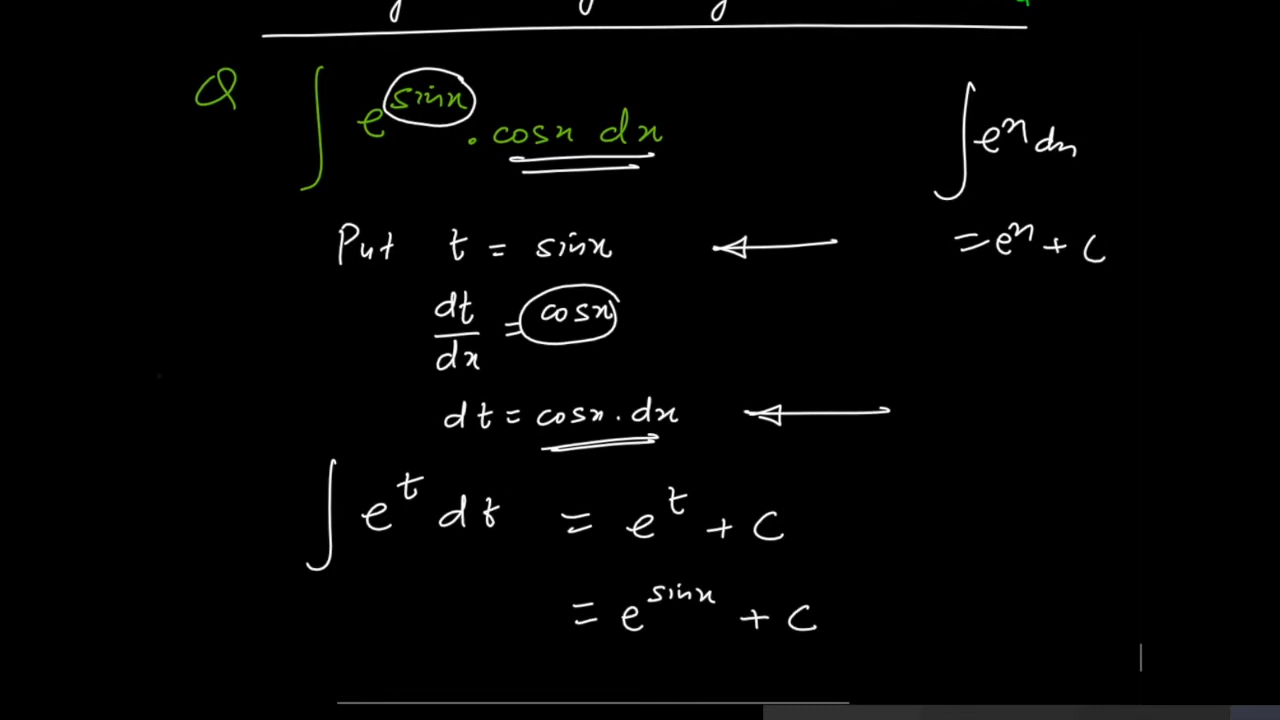 Q ∫ e^sinx . cosx dx
∫ e^x dx
= e^x + c
Put t = sinx
dt/dx = cosx
dt = cosx . dx
∫ e^t dt = e^t + c
= e^sinx + c